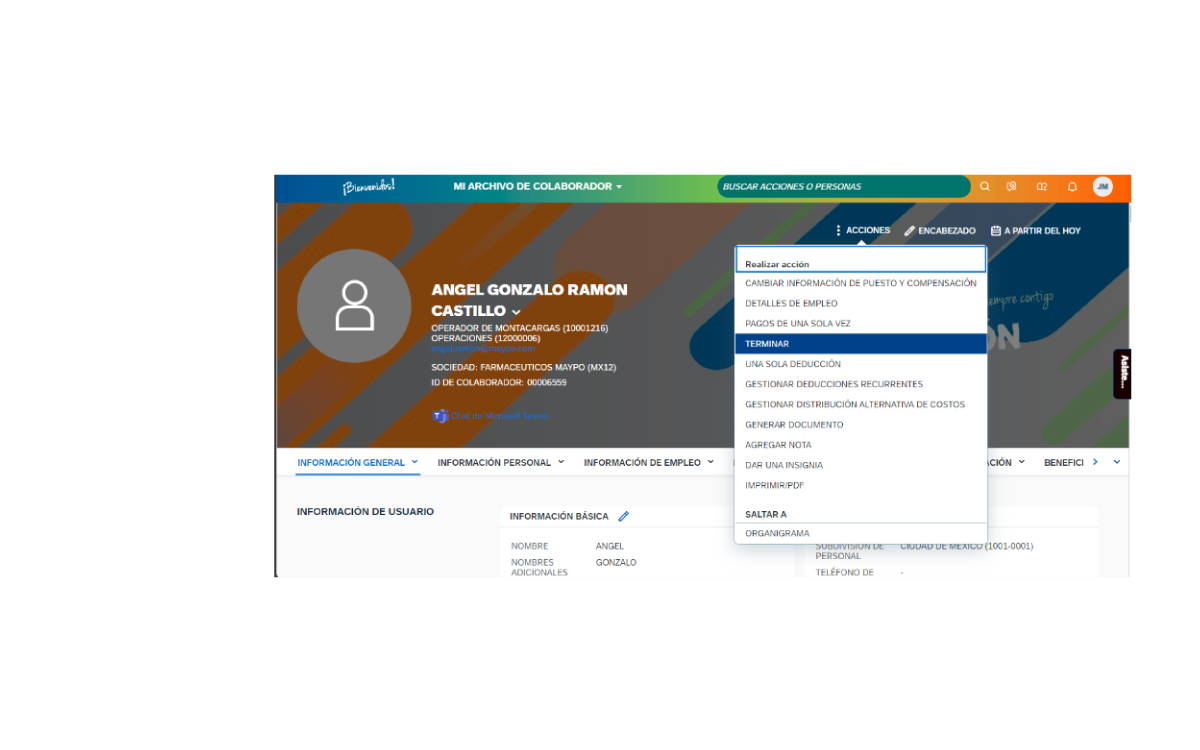 ¡Bienvenidos!
MI ARCHIVO DE COLABORADOR
BUSCAR ACCIONES O PERSONAS
JM
ACCIONES
ENCABEZADO
A PARTIR DEL HOY
ANGEL GONZALO RAMON
CASTILLO
OPERADOR DE MONTACARGAS (10001216)
OPERACIONES (12000006)
angel.ramon@maypo.com
SOCIEDAD: FARMACEUTICOS MAYPO (MX12)
ID DE COLABORADOR: 00006559
Chat de Microsoft Teams
Realizar acción
CAMBIAR INFORMACIÓN DE PUESTO Y COMPENSACIÓN
DETALLES DE EMPLEO
PAGOS DE UNA SOLA VEZ
TERMINAR
UNA SOLA DEDUCCIÓN
GESTIONAR DEDUCCIONES RECURRENTES
GESTIONAR DISTRIBUCIÓN ALTERNATIVA DE COSTOS
GENERAR DOCUMENTO
AGREGAR NOTA
DAR UNA INSIGNIA
IMPRIMIR/PDF
SALTAR A
ORGANIGRAMA
iempre contigo
ÓN
Asiste...
INFORMACIÓN GENERAL
INFORMACIÓN PERSONAL
INFORMACIÓN DE EMPLEO
ACIÓN
BENEFICI
INFORMACIÓN DE USUARIO
INFORMACIÓN BÁSICA
NOMBRE ANGEL
NOMBRES GONZALO
ADICIONALES
SUBDIVISIÓN DE CIUDAD DE MÉXICO (1001-0001)
PERSONAL
TELÉFONO DE -